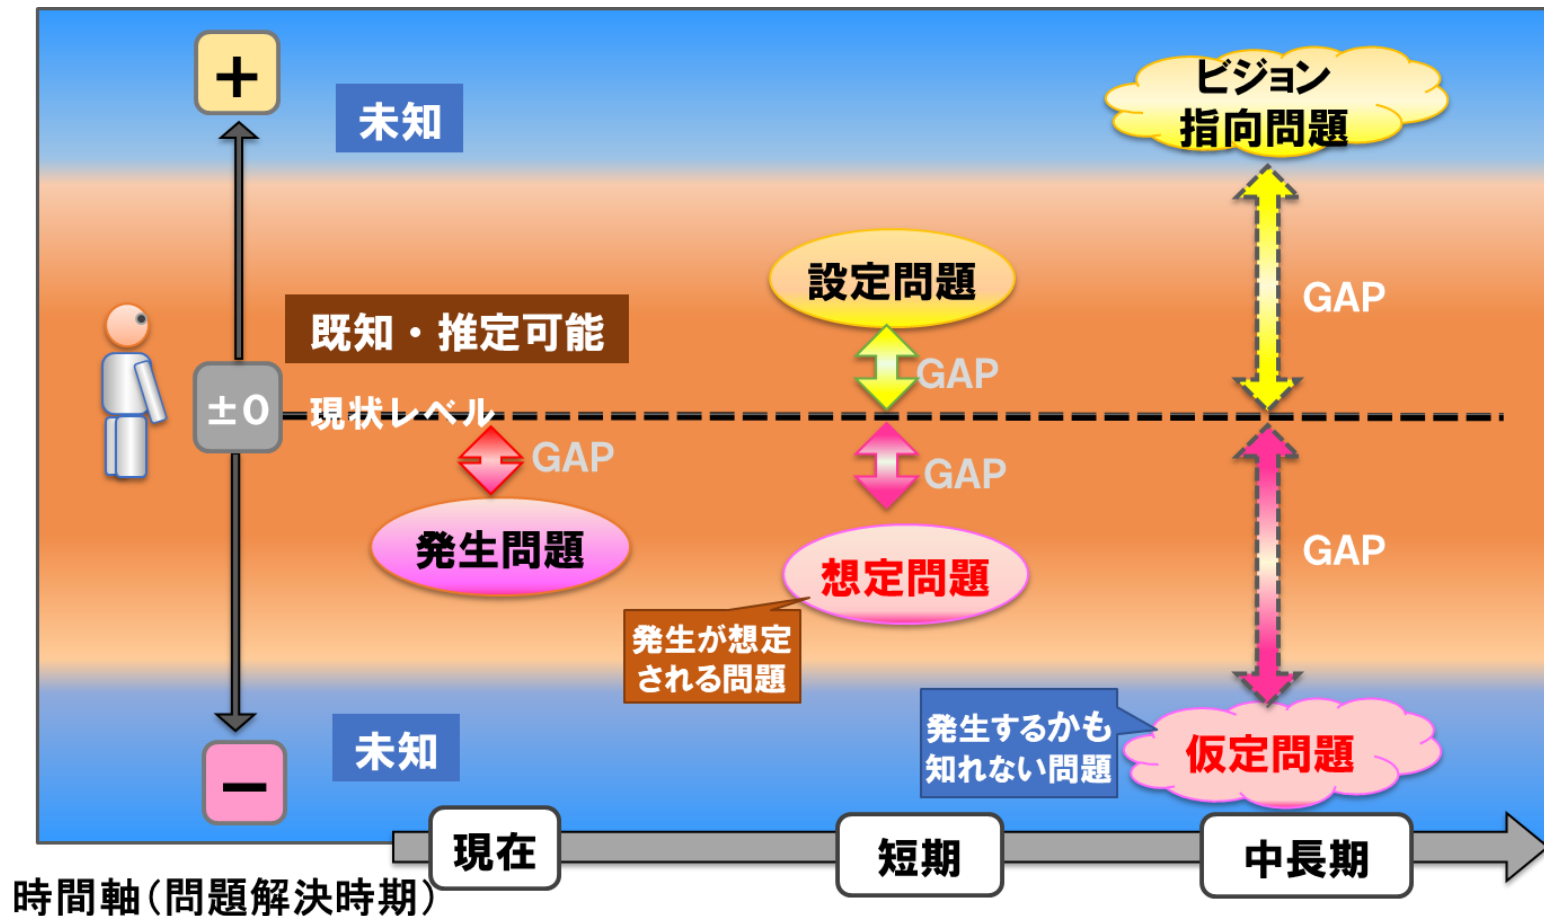 ＋
未知
ビジョン
指向問題
設定問題
GAP
既知・推定可能
GAP
±0
現状レベル
GAP
GAP
発生問題
想定問題
GAP
発生が想定
される問題
未知
発生するかも
知れない問題
仮定問題
－
現在
短期
中長期
時間軸（問題解決時期）